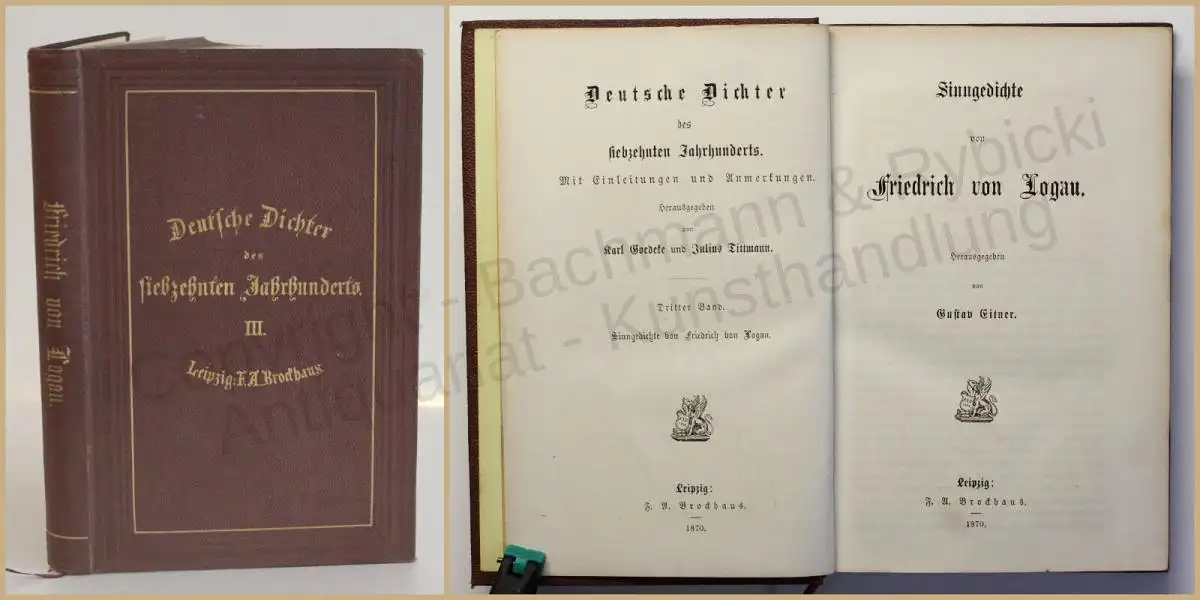 Friedrich von Logau.
Deutsche Dichter
des
siebzehnten Jahrhunderts.
III.
Leipzig: F. A. Brockhaus
Deutsche Dichter
des
siebzehnten Jahrhunderts.
Mit Einleitungen und Anmerkungen.
Herausgegeben
von
Karl Goedeke und Julius Tittmann.
Dritter Band.
Sinngedichte von Friedrich von Logau.
Leipzig:
F. A. Brockhaus.
1870.
Sinngedichte
von
Friedrich von Logau.
Herausgegeben
von
Gustav Eitner.
Leipzig:
F. A. Brockhaus.
1870.
Copyright - Bachmann & Rybicki
Antiquariat - Kunsthandlung